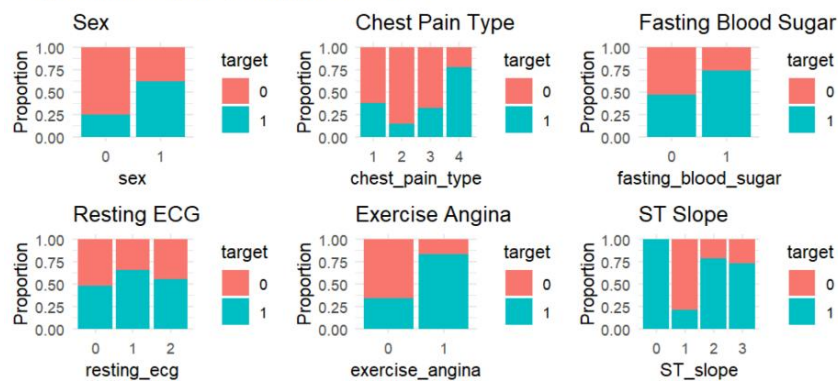 Sex
1.00
0.75
0.50
0.25
0.00
Proportion
0 1
sex
target
0
1
Chest Pain Type
1.00
0.75
0.50
0.25
0.00
Proportion
1 2 3 4
chest_pain_type
target
0
1
Fasting Blood Sugar
1.00
0.75
0.50
0.25
0.00
Proportion
0 1
fasting_blood_sugar
target
0
1
Resting ECG
1.00
0.75
0.50
0.25
0.00
Proportion
0 1 2
resting_ecg
target
0
1
Exercise Angina
1.00
0.75
0.50
0.25
0.00
Proportion
0 1
exercise_angina
target
0
1
ST Slope
1.00
0.75
0.50
0.25
0.00
Proportion
0 1 2 3
ST_slope
target
0
1